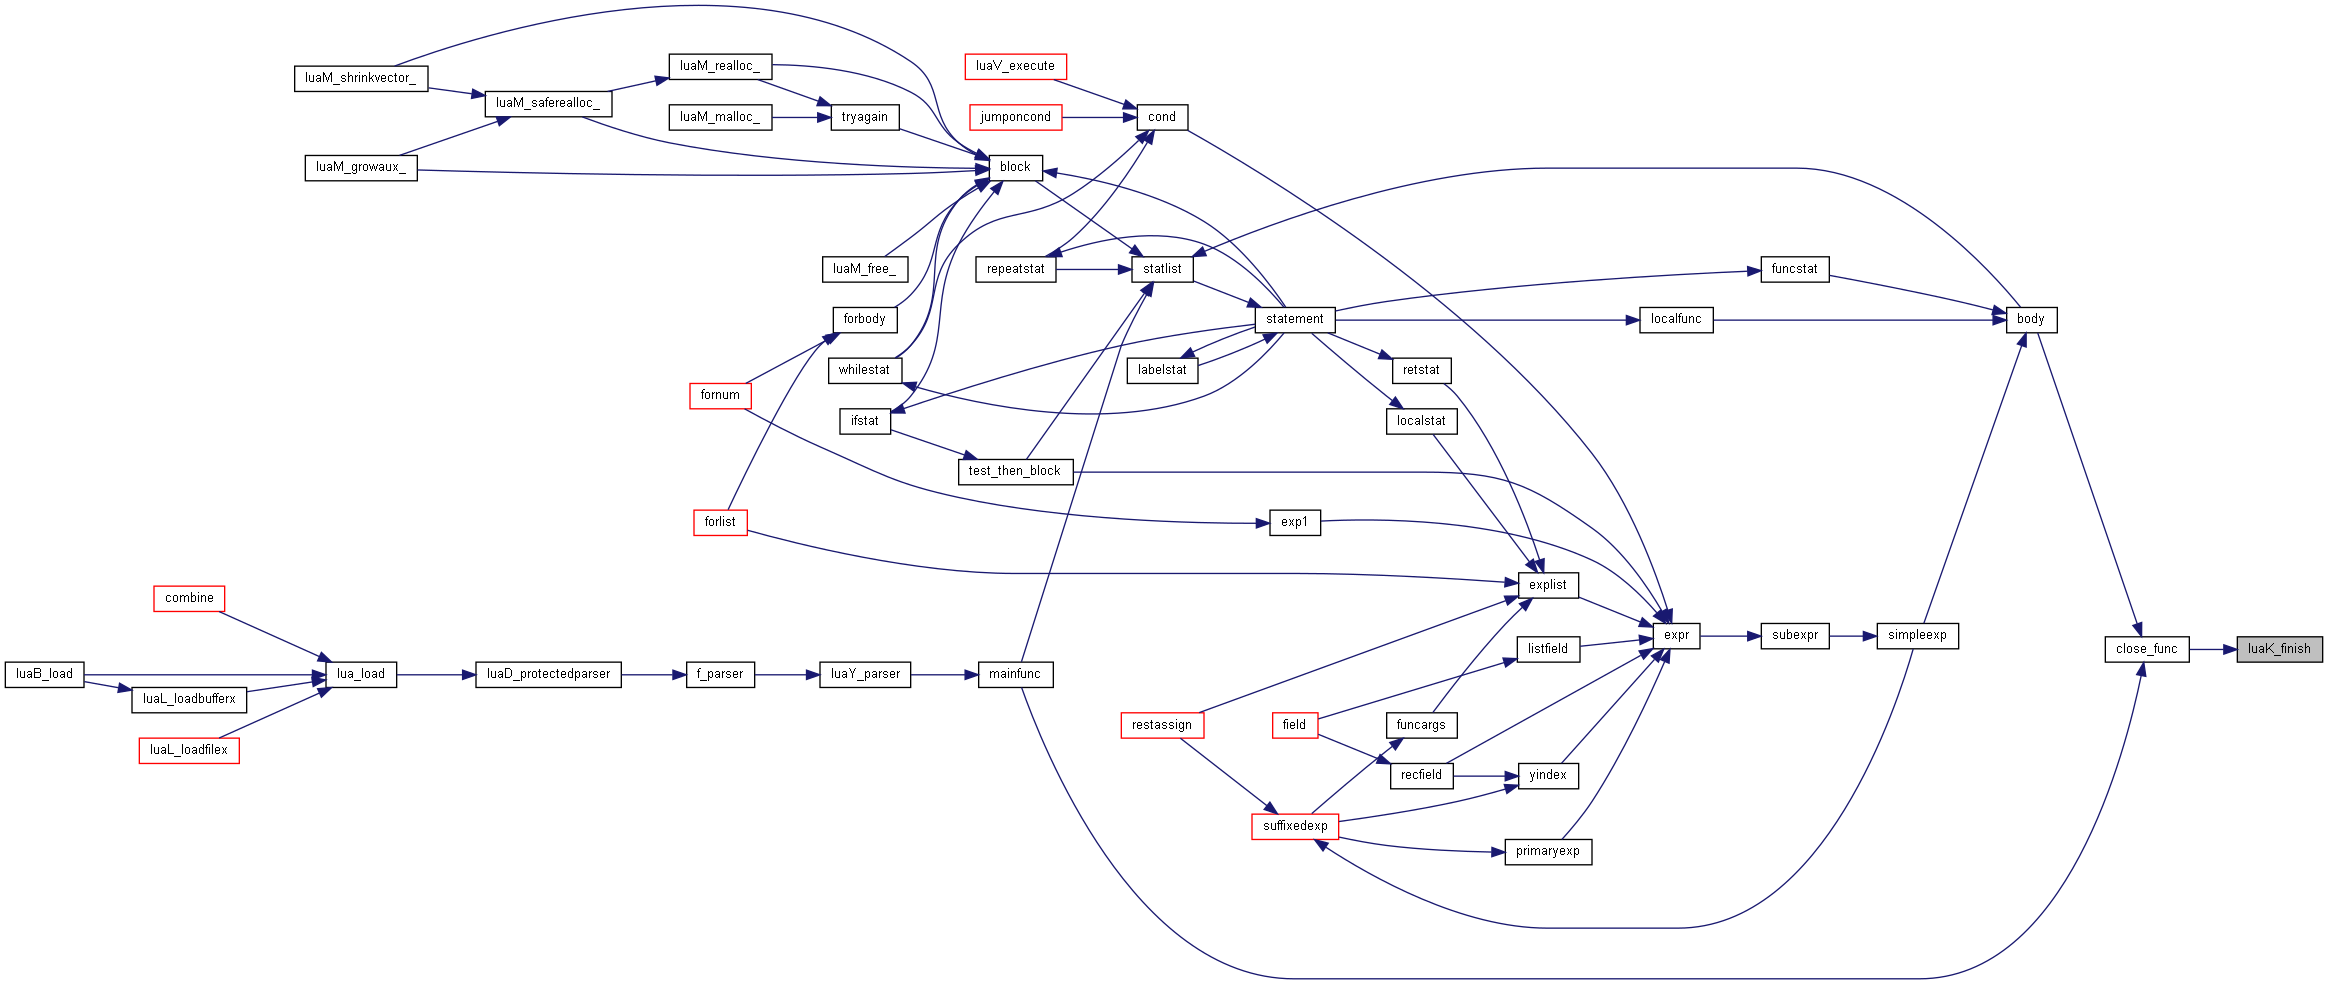 luaM_shrinkvector_
luaM_realloc_
luaV_execute
luaM_saferealloc_
luaM_malloc_
tryagain
jumponcond
cond
luaM_growaux_
block
luaM_free_
repeatstat
statlist
funcstat
forbody
statement
localfunc
body
whilestat
labelstat
retstat
fornum
ifstat
localstat
test_then_block
forlist
exp1
combine
explist
expr
subexpr
simpleexp
listfield
close_func
luaK_finish
luaB_load
lua_load
luaD_protectedparser
f_parser
luaY_parser
mainfunc
luaL_loadbufferx
restassign
field
funcargs
luaL_loadfilex
recfield
yindex
suffixedexp
primaryexp